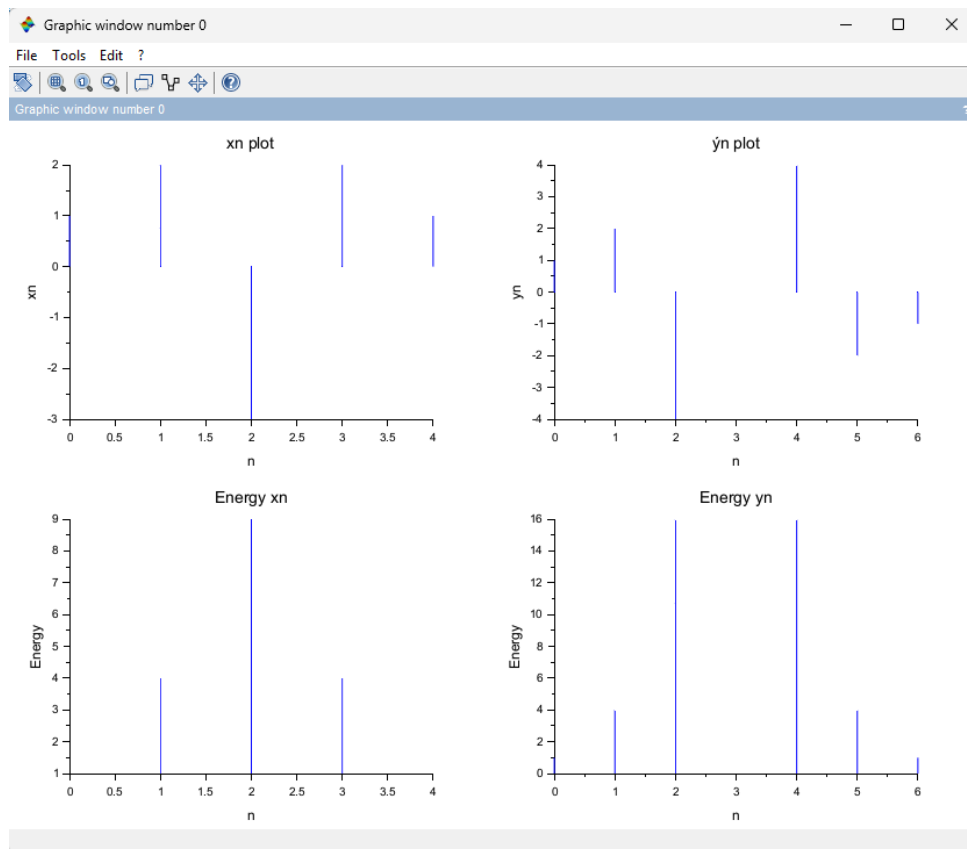 Graphic window number 0
File Tools Edit ?
Graphic window number 0
?
xn plot
2
1
0
-1
-2
-3
xn
0 0.5 1 1.5 2 2.5 3 3.5 4
n
ýn plot
4
3
2
1
0
-1
-2
-3
-4
yn
0 1 2 3 4 5 6
n
Energy xn
9
8
7
6
5
4
3
2
1
Energy
0 0.5 1 1.5 2 2.5 3 3.5 4
n
Energy yn
16
14
12
10
8
6
4
2
0
Energy
0 1 2 3 4 5 6
n